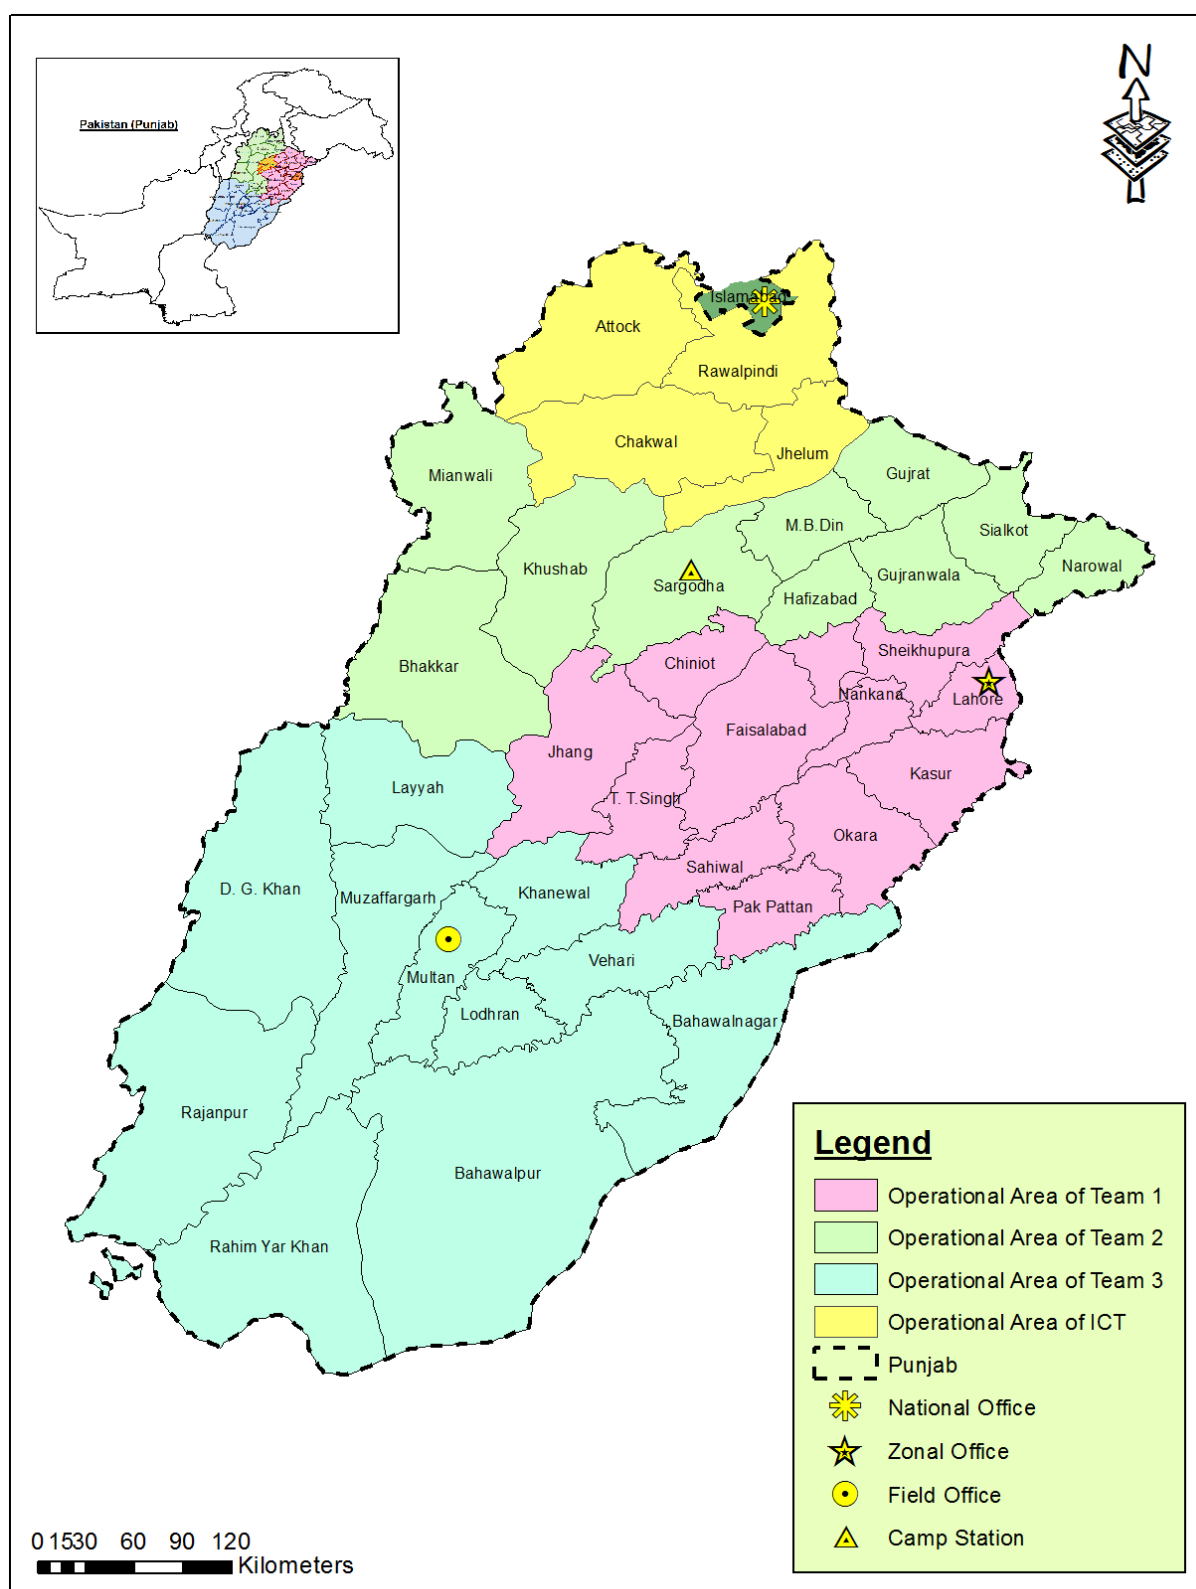 Pakistan (Punjab)
N
Islamabad
Attock
Rawalpindi
Chakwal
Jhelum
Mianwali
Gujrat
M.B.Din
Sialkot
Khushab
Sargodha
Gujranwala
Narowal
Hafizabad
Bhakkar
Chiniot
Sheikhupura
Nankana
Lahore
Faisalabad
Jhang
Kasur
Layyah
T. T.Singh
Okara
Sahiwal
D. G. Khan
Muzaffargarh
Khanewal
Pak Pattan
Vehari
Multan
Lodhran
Bahawalnagar
Rajanpur
Bahawalpur
Rahim Yar Khan
Legend
Operational Area of Team 1
Operational Area of Team 2
Operational Area of Team 3
Operational Area of ICT
Punjab
National Office
Zonal Office
Field Office
Camp Station
0 1530 60 90 120
Kilometers